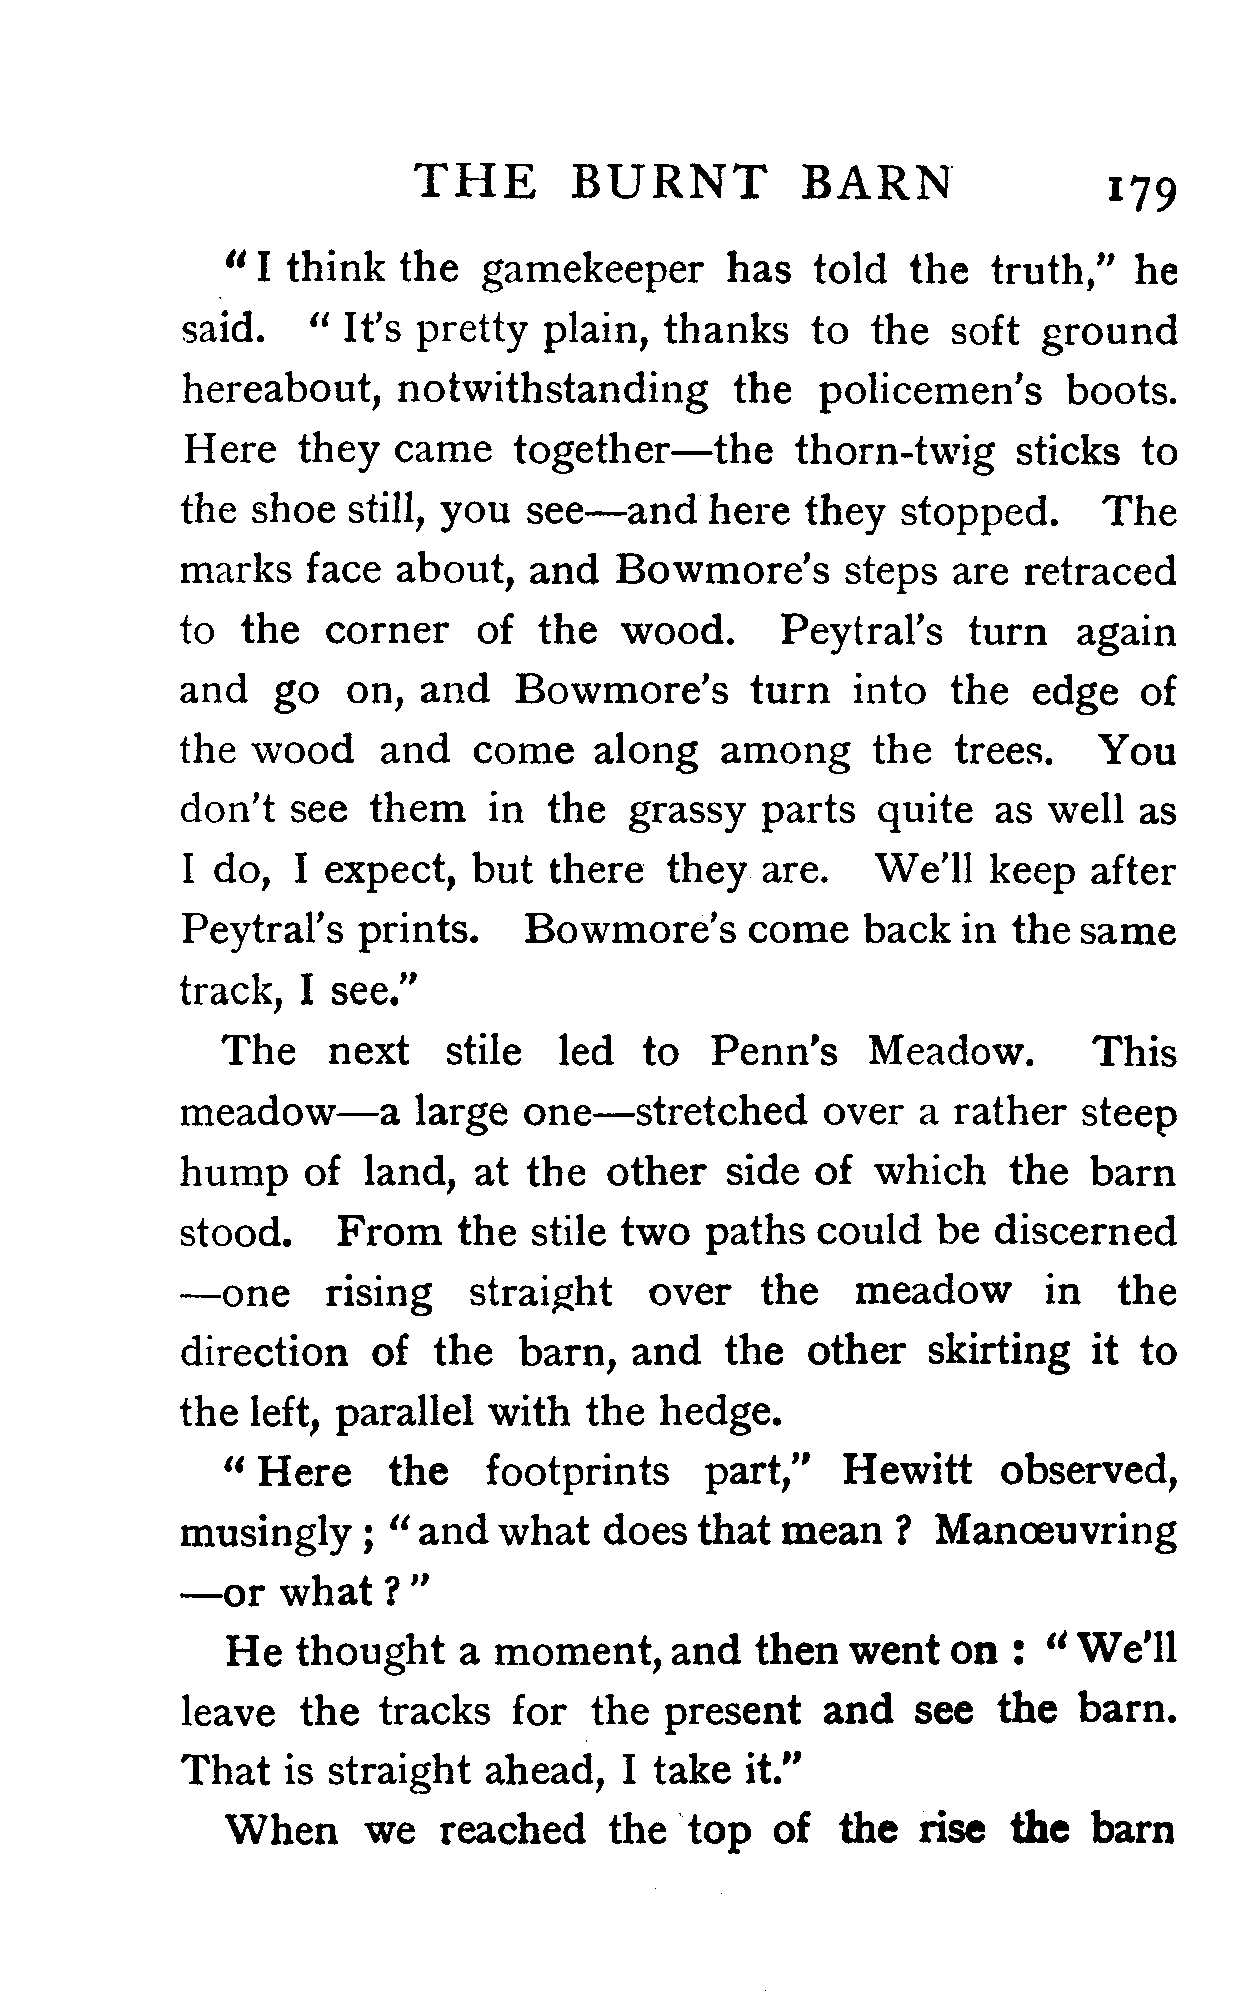 THE BURNT BARN 179
" I think the gamekeeper has told the truth," he
said. " It's pretty plain, thanks to the soft ground
hereabout, notwithstanding the policemen's boots.
Here they came together—the thorn-twig sticks to
the shoe still, you see—and here they stopped. The
marks face about, and Bowmore's steps are retraced
to the corner of the wood. Peytral's turn again
and go on, and Bowmore's turn into the edge of
the wood and come along among the trees. You
don't see them in the grassy parts quite as well as
I do, I expect, but there they are. We'll keep after
Peytral's prints. Bowmore's come back in the same
track, I see."
The next stile led to Penn's Meadow. This
meadow—a large one—stretched over a rather steep
hump of land, at the other side of which the barn
stood. From the stile two paths could be discerned
—one rising straight over the meadow in the
direction of the barn, and the other skirting it to
the left, parallel with the hedge.
" Here the footprints part," Hewitt observed,
musingly ; " and what does that mean ? Manœuvring
—or what ? "
He thought a moment, and then went on : " We'll
leave the tracks for the present and see the barn.
That is straight ahead, I take it."
When we reached the top of the rise the barn